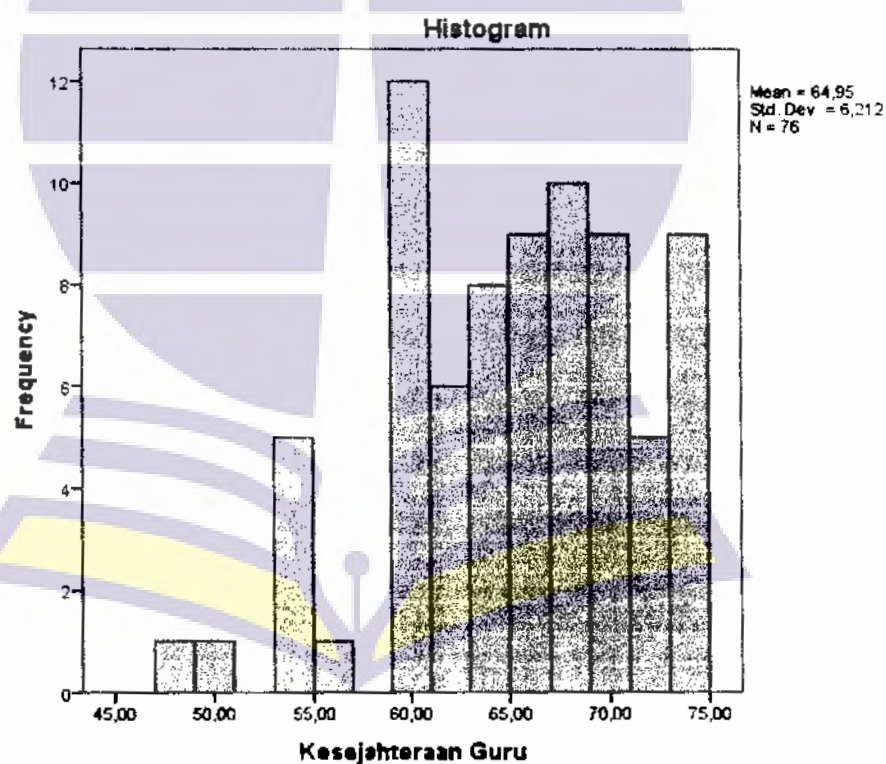 Histogram
Mean = 64,95
Std. Dev = 6,212
N = 76
Frequency
12
10
8
6
4
2
0
45,00 50,00 55,00 60,00 65,00 70,00 75,00
Kesejahteraan Guru